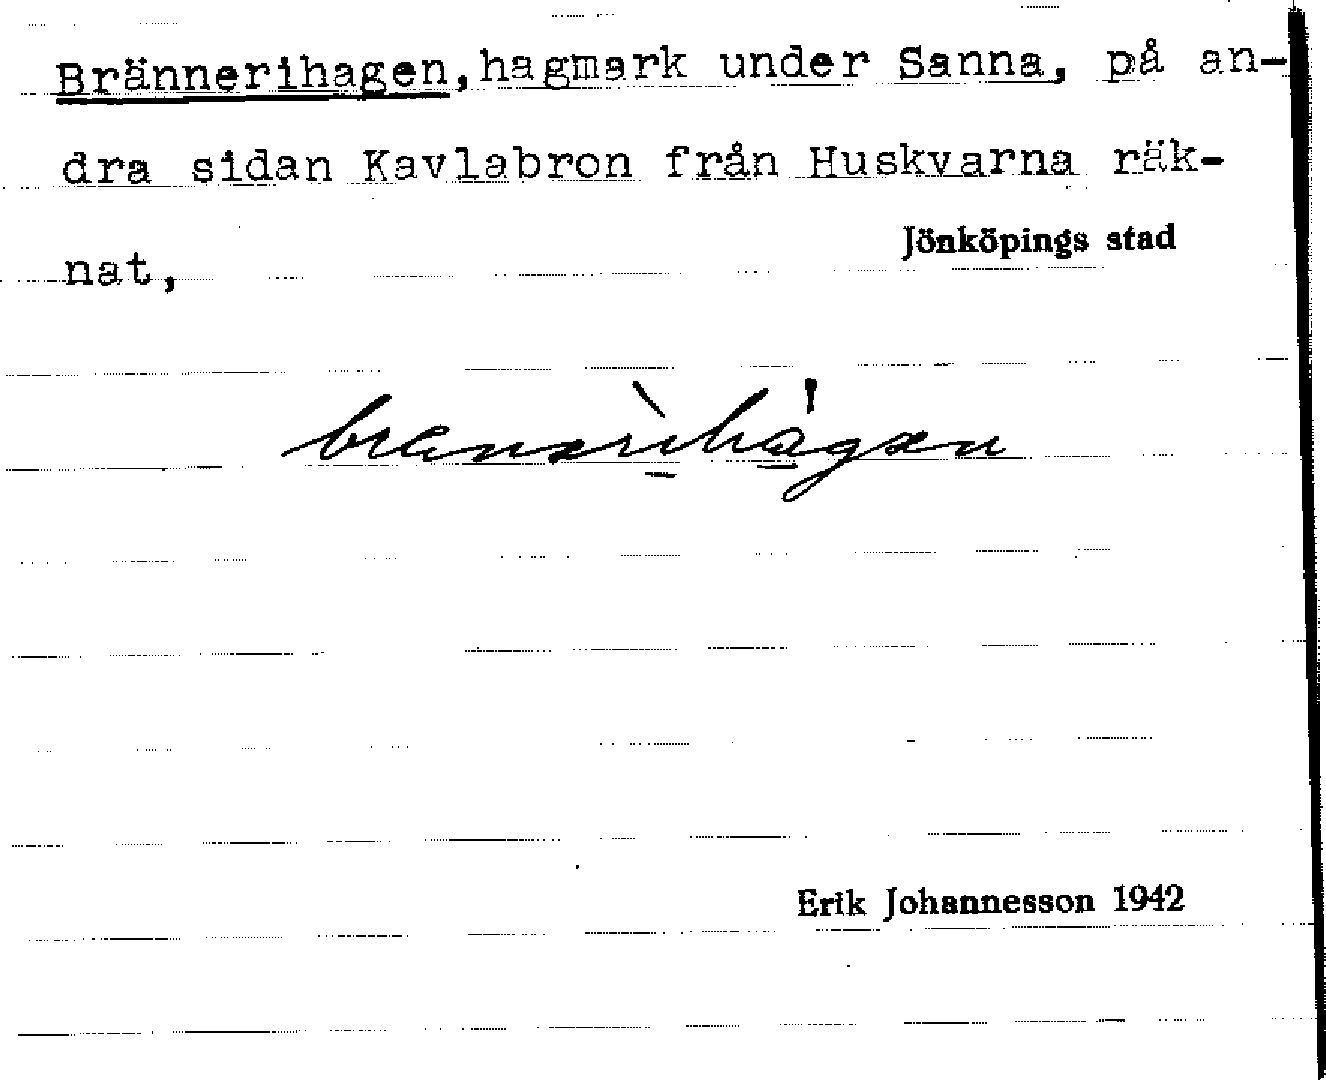 Brännerihagen, hagmark under Sanna, på an-
dra sidan Kavlabron från Huskvarna räk-
nat,
Jönköpings stad
Erik Johannesson 1942